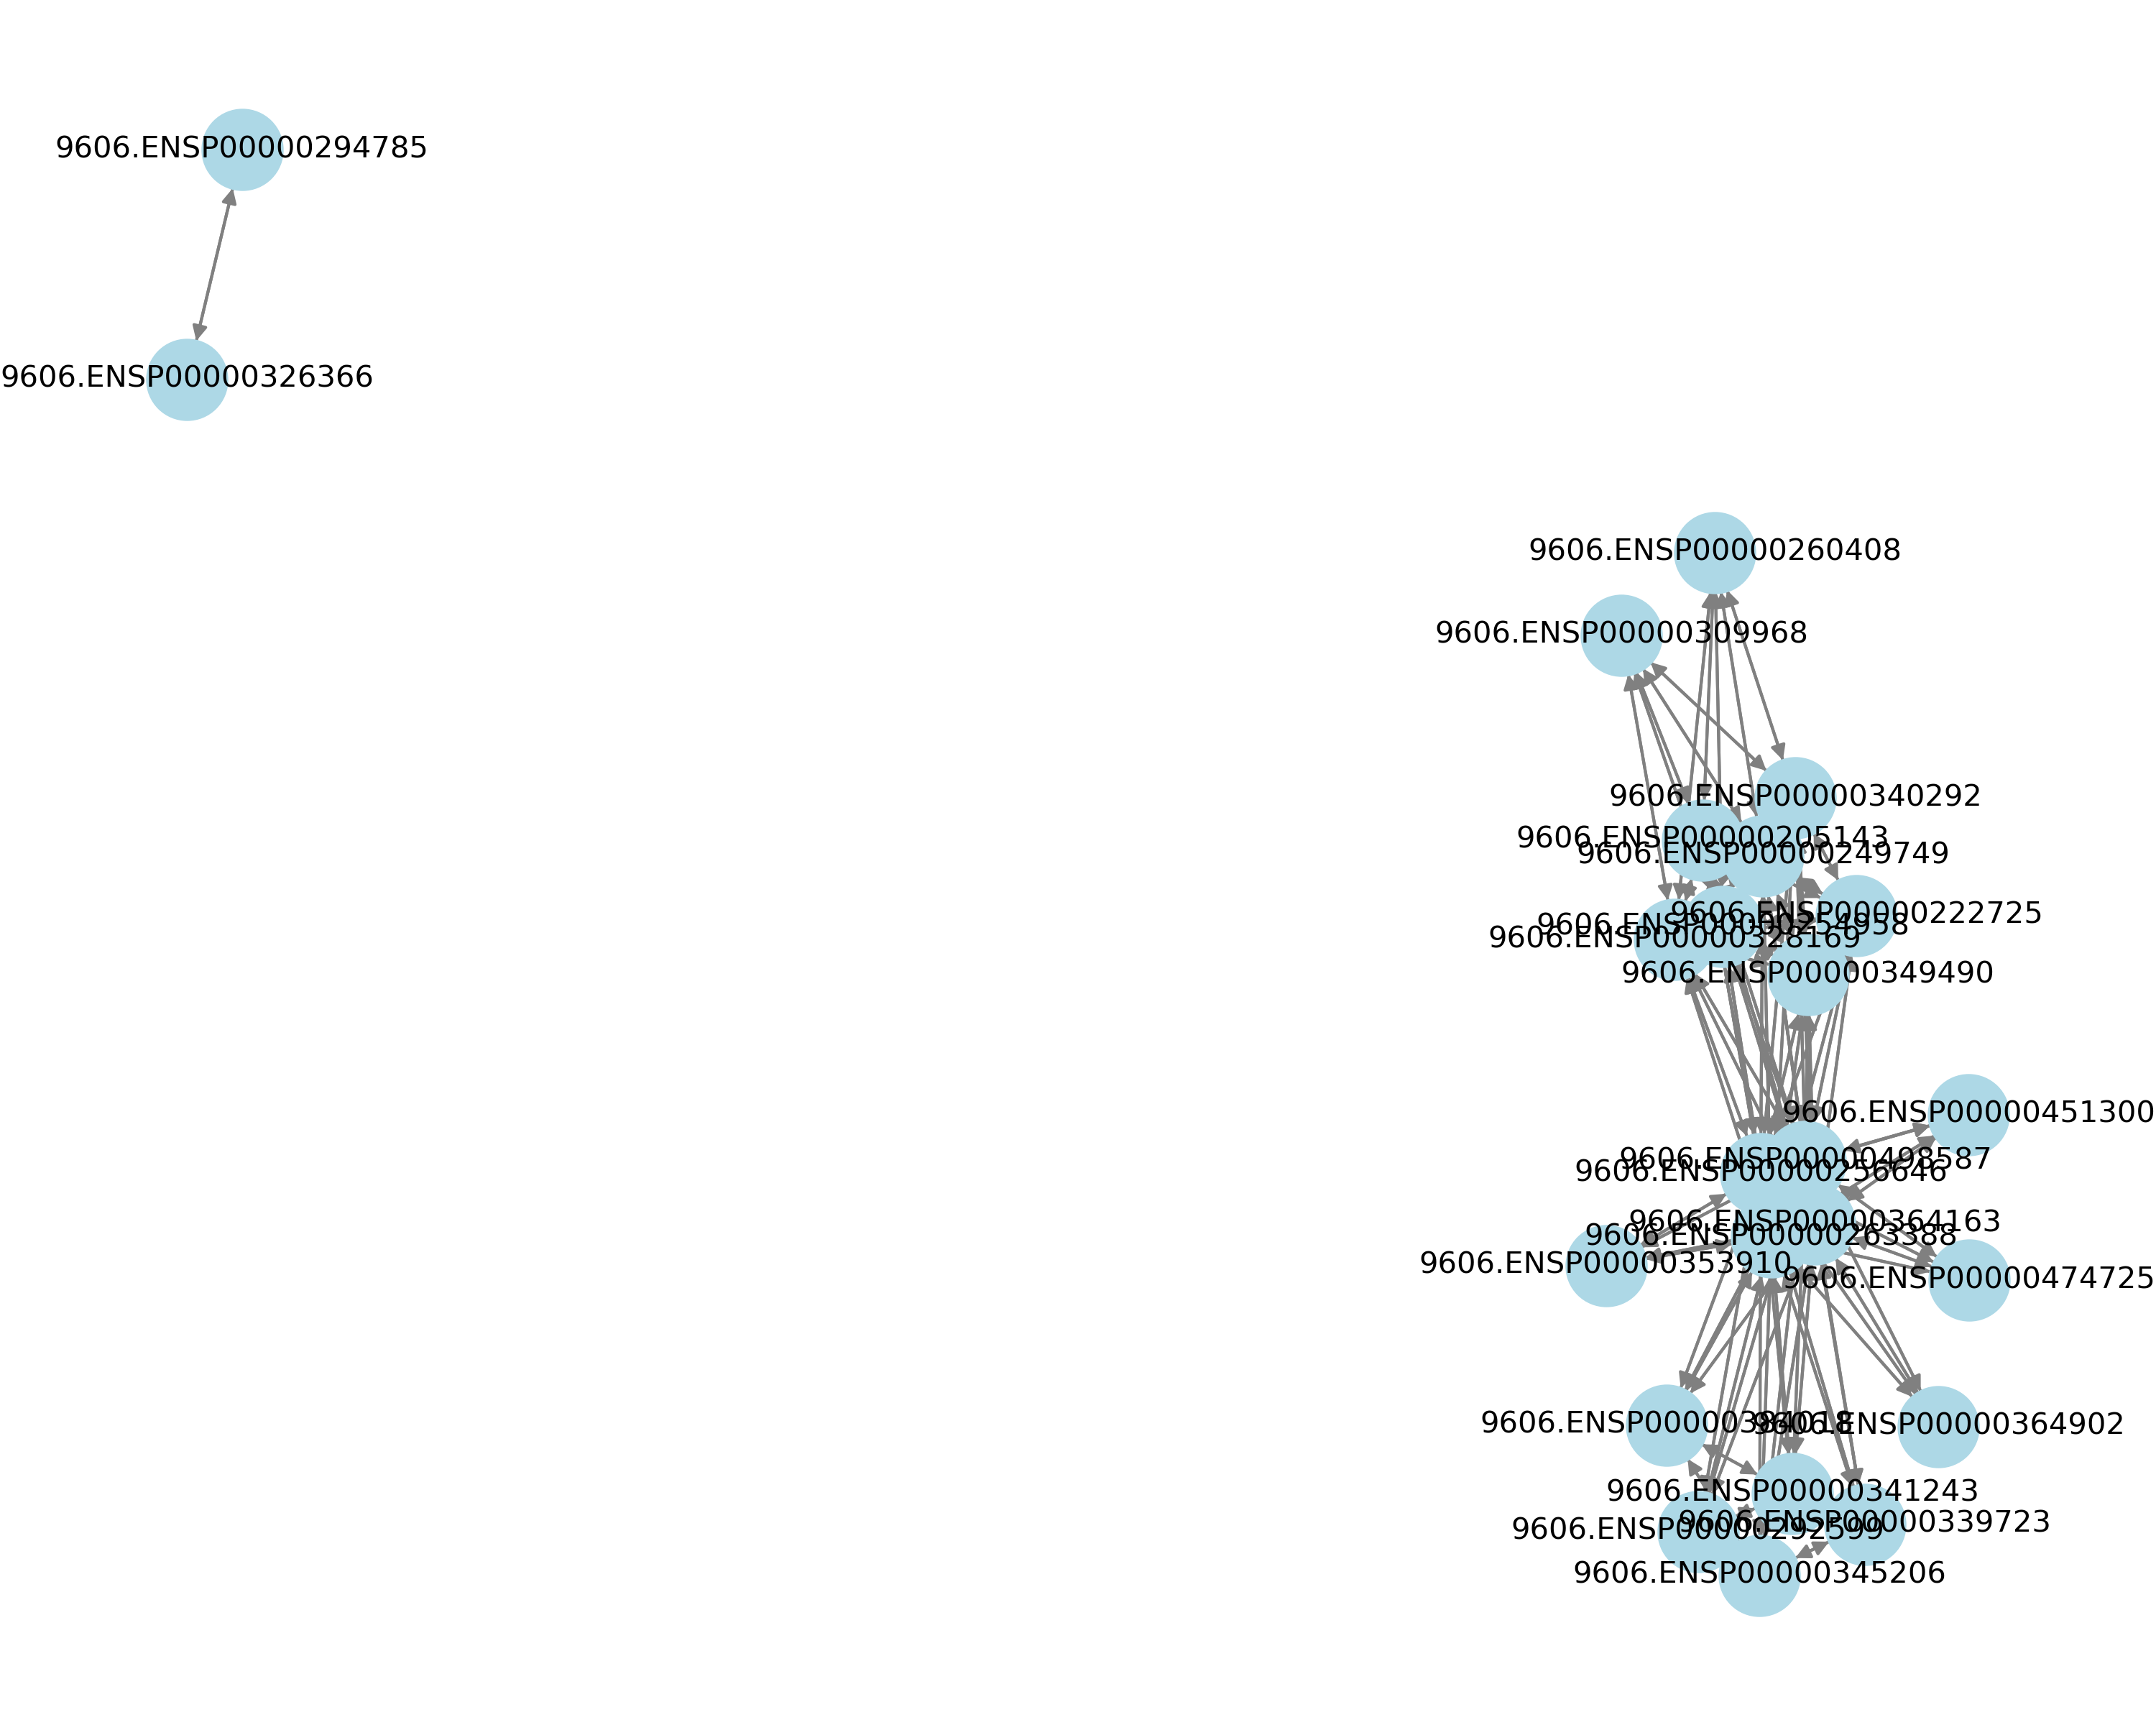 9606.ENSP00000294785
9606.ENSP00000326366
9606.ENSP00000260408
9606.ENSP00000309968
9606.ENSP00000340292
9606.ENSP00000205143
9606.ENSP00000249749
9606.ENSP00000222725
9606.ENSP00000254958
9606.ENSP00000328169
9606.ENSP00000349490
9606.ENSP00000451300
9606.ENSP00000498587
9606.ENSP00000256646
9606.ENSP00000364163
9606.ENSP00000263388
9606.ENSP00000353910
9606.ENSP00000474725
9606.ENSP00000384018
9606.ENSP00000364902
9606.ENSP00000341243
9606.ENSP00000339723
9606.ENSP00000292599
9606.ENSP00000345206